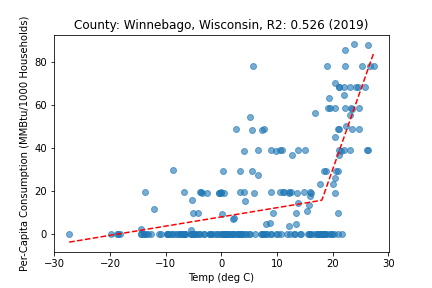 County: Winnebago, Wisconsin, R2: 0.526 (2019)
Per-Capita Consumption (MMBtu/1000 Households)
80
60
40
20
0
−30 −20 −10 0 10 20 30
Temp (deg C)